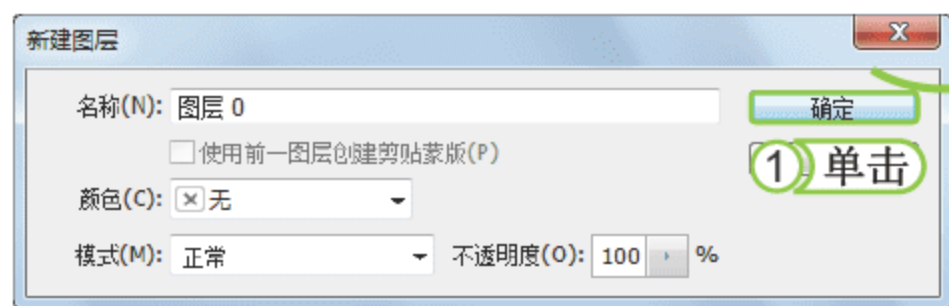 新建图层
名称(N): 图层 0 确定
使用前一图层创建剪贴蒙版(P)
① 单击
颜色(C): 无
模式(M): 正常 不透明度(O): 100 %